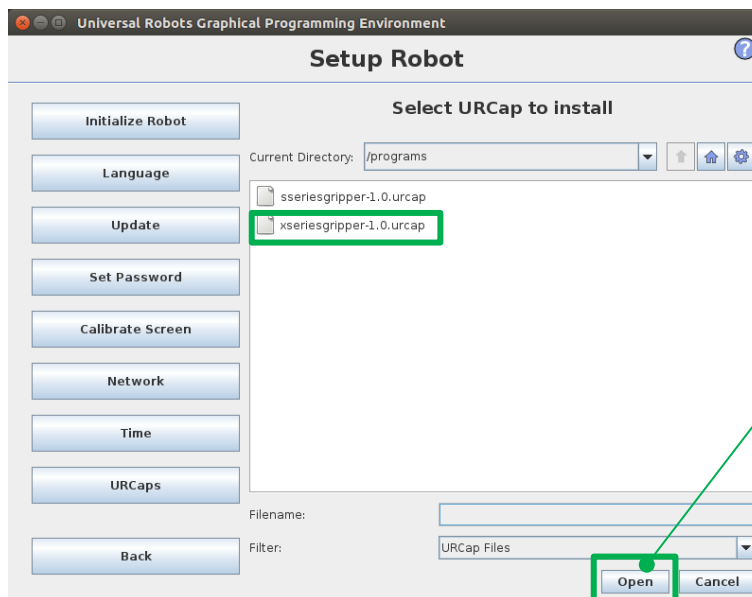 Universal Robots Graphical Programming Environment
Setup Robot
?
Initialize Robot
Language
Update
Set Password
Calibrate Screen
Network
Time
URCaps
Back
Select URCap to install
Current Directory: /programs
sseriesgripper-1.0.urcap
xseriesgripper-1.0.urcap
Filename:
Filter: URCap Files
Open Cancel